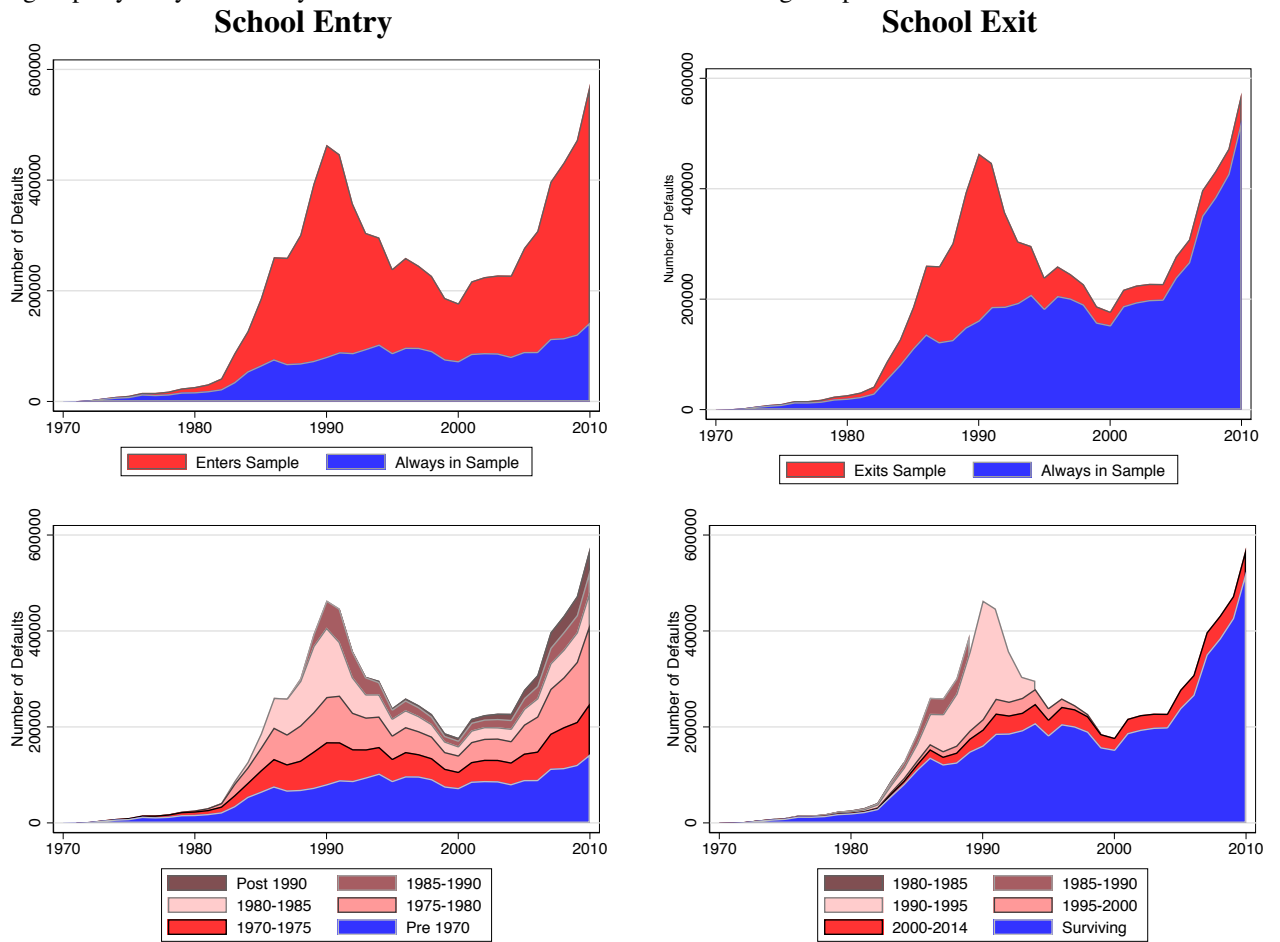 School Entry
School Exit
Number of Defaults
600000
400000
200000
0
1970 1980 1990 2000 2010
Enters Sample Always in Sample
Number of Defaults
600000
400000
200000
0
1970 1980 1990 2000 2010
Exits Sample Always in Sample
Number of Defaults
600000
400000
200000
0
1970 1980 1990 2000 2010
Post 1990 1985-1990
1980-1985 1975-1980
1970-1975 Pre 1970
Number of Defaults
600000
400000
200000
0
1970 1980 1990 2000 2010
1980-1985 1985-1990
1990-1995 1995-2000
2000-2014 Surviving